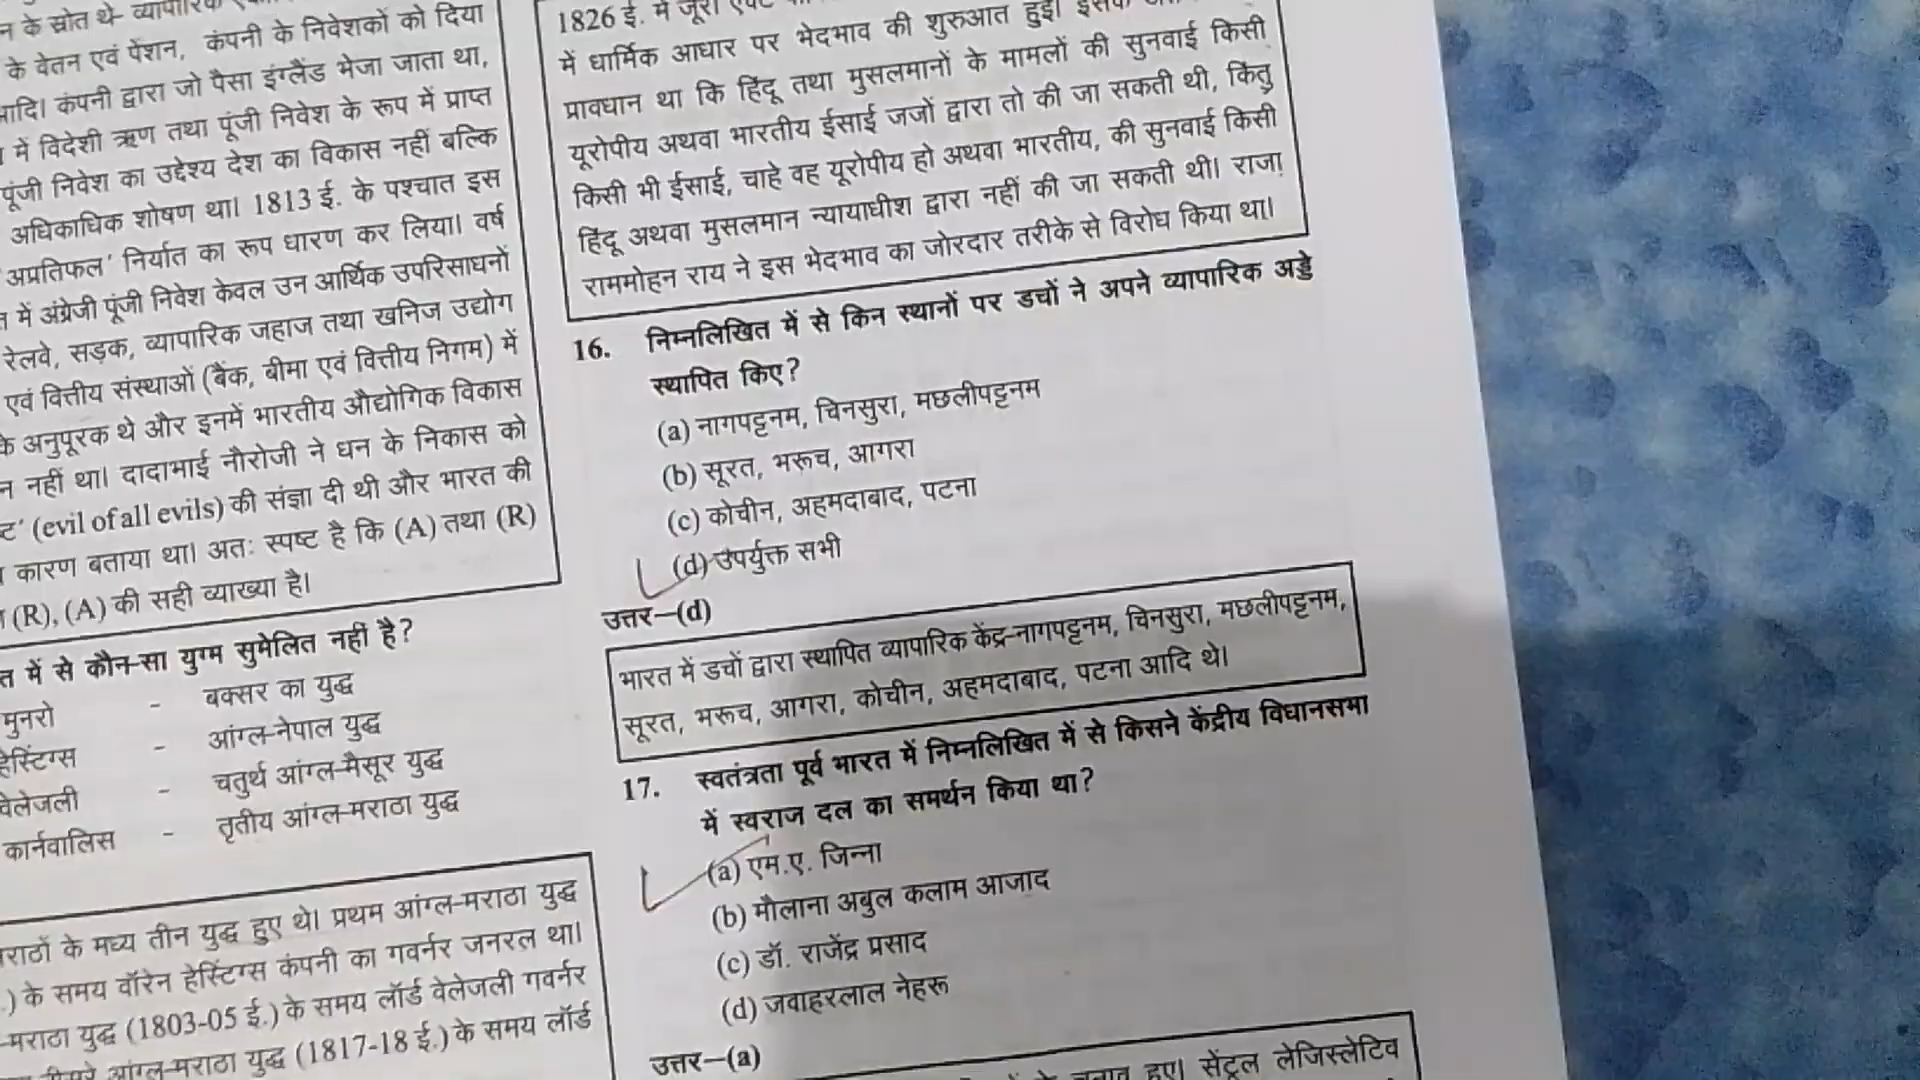 न के स्रोत थे- व्यापारिक
के वेतन एवं पेंशन, कंपनी के निवेशकों को दिया
आदि। कंपनी द्वारा जो पैसा इंग्लैंड भेजा जाता था,
में विदेशी ऋण तथा पूंजी निवेश के रूप में प्राप्त
पूंजी निवेश का उद्देश्य देश का विकास नहीं बल्कि
अधिकाधिक शोषण था। 1813 ई. के पश्चात इस
'अप्रतिफल' निर्यात का रूप धारण कर लिया। वर्ष
में अंग्रेजी पूंजी निवेश केवल उन आर्थिक उपरिसाधनों
रेलवे, सड़क, व्यापारिक जहाज तथा खनिज उद्योग
एवं वित्तीय संस्थाओं (बैंक, बीमा एवं वित्तीय निगम) में
के अनुपूरक थे और इनमें भारतीय औद्योगिक विकास
न नहीं था। दादाभाई नौरोजी ने धन के निकास को
ट' (evil of all evils) की संज्ञा दी थी और भारत की
कारण बताया था। अतः स्पष्ट है कि (A) तथा (R)
(R), (A) की सही व्याख्या है।
त में से कौन-सा युग्म सुमेलित नहीं है?
मुनरो - बक्सर का युद्ध
हेस्टिंग्स - आंग्ल-नेपाल युद्ध
वेलेजली - चतुर्थ आंग्ल-मैसूर युद्ध
कार्नवालिस - तृतीय आंग्ल-मराठा युद्ध
मराठों के मध्य तीन युद्ध हुए थे। प्रथम आंग्ल-मराठा युद्ध
.) के समय वॉरेन हेस्टिंग्स कंपनी का गवर्नर जनरल था।
-मराठा युद्ध (1803-05 ई.) के समय लॉर्ड वेलेजली गवर्नर
आंग्ल-मराठा युद्ध (1817-18 ई.) के समय लॉर्ड
1826 ई. में जूरी एक्ट की शुरुआत हुई।
में धार्मिक आधार पर भेदभाव की शुरुआत हुई। इसके
प्रावधान था कि हिंदू तथा मुसलमानों के मामलों की सुनवाई किसी
यूरोपीय अथवा भारतीय ईसाई जजों द्वारा तो की जा सकती थी, किंतु
किसी भी ईसाई, चाहे वह यूरोपीय हो अथवा भारतीय, की सुनवाई किसी
हिंदू अथवा मुसलमान न्यायाधीश द्वारा नहीं की जा सकती थी। राजा
राममोहन राय ने इस भेदभाव का जोरदार तरीके से विरोध किया था।
16. निम्नलिखित में से किन स्थानों पर डचों ने अपने व्यापारिक अड्डे
स्थापित किए?
(a) नागपट्टनम, चिनसुरा, मछलीपट्टनम
(b) सूरत, भरूच, आगरा
(c) कोचीन, अहमदाबाद, पटना
(d) उपर्युक्त सभी
उत्तर—(d)
भारत में डचों द्वारा स्थापित व्यापारिक केंद्र-नागपट्टनम, चिनसुरा, मछलीपट्टनम,
सूरत, भरूच, आगरा, कोचीन, अहमदाबाद, पटना आदि थे।
17. स्वतंत्रता पूर्व भारत में निम्नलिखित में से किसने केंद्रीय विधानसभा
में स्वराज दल का समर्थन किया था?
(a) एम.ए. जिन्ना
(b) मौलाना अबुल कलाम आजाद
(c) डॉ. राजेंद्र प्रसाद
(d) जवाहरलाल नेहरू
उत्तर—(a)
चुनाव हुए। सेंट्रल लेजिस्लेटिव